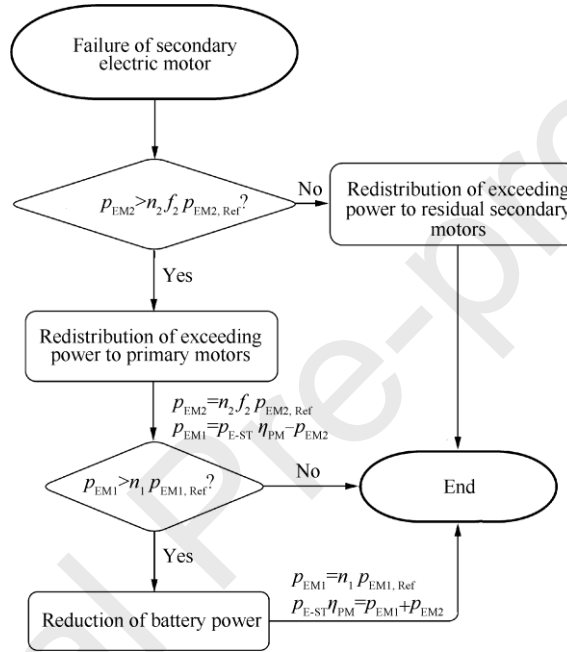 Failure of secondary
electric motor
p_EM2>n_2 f_2 p_EM2, Ref?
No
Redistribution of exceeding
power to residual secondary
motors
Yes
Redistribution of exceeding
power to primary motors
p_EM2=n_2 f_2 p_EM2, Ref
p_EM1=p_E-ST η_PM–p_EM2
p_EM1>n_1 p_EM1, Ref?
No
End
Yes
Reduction of battery power
p_EM1=n_1 p_EM1, Ref
p_E-ST η_PM=p_EM1+p_EM2
al Pre-pro